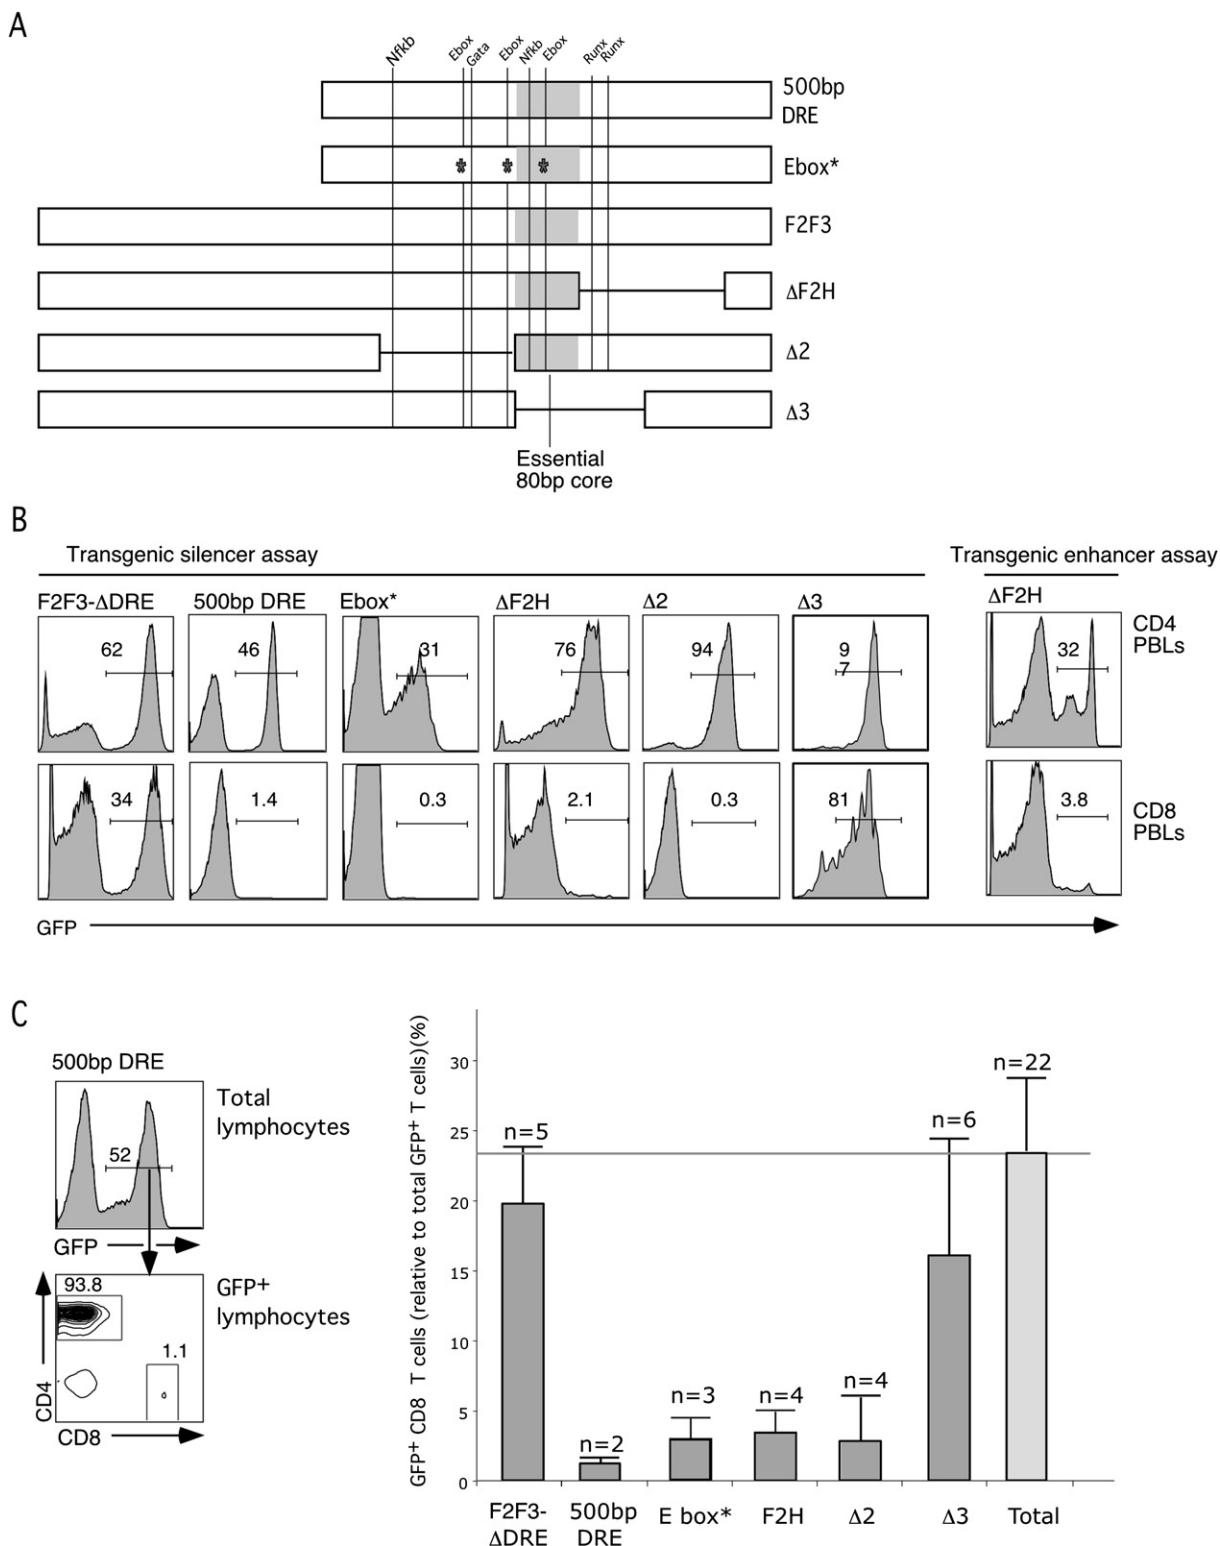 A
Nfkb
Ebox
Gata
Ebox
Nfkb
Ebox
Runx
Runx
500bp
DRE
Ebox*
F2F3
ΔF2H
Δ2
Δ3
Essential
80bp core
B
Transgenic silencer assay
Transgenic enhancer assay
F2F3-ΔDRE
500bp DRE
Ebox*
ΔF2H
Δ2
Δ3
ΔF2H
62
46
31
76
94
9
7
32
CD4
PBLs
34
1.4
0.3
2.1
0.3
81
3.8
CD8
PBLs
GFP
C
500bp DRE
Total
lymphocytes
52
GFP
GFP+
lymphocytes
93.8
1.1
CD4
CD8
GFP+ CD8 T cells (relative to total GFP+ T cells)(%)
30
25
20
15
10
5
0
n=5
n=2
n=3
n=4
n=4
n=6
n=22
F2F3-
ΔDRE
500bp
DRE
E box*
F2H
Δ2
Δ3
Total